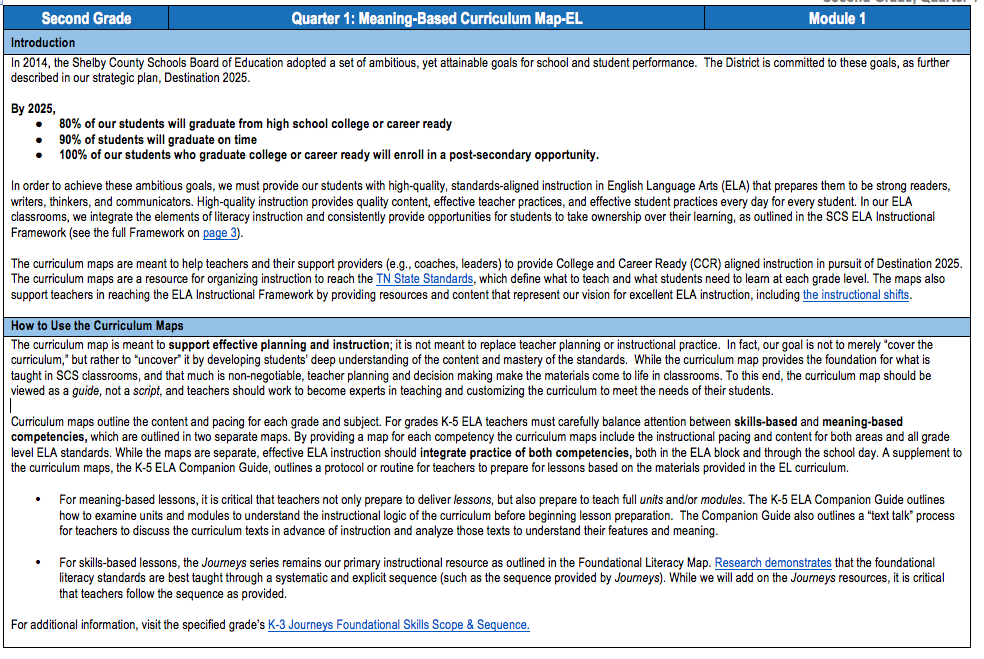 Second Grade, Quarter 1
Second Grade Quarter 1: Meaning-Based Curriculum Map-EL Module 1
Introduction
In 2014, the Shelby County Schools Board of Education adopted a set of ambitious, yet attainable goals for school and student performance.  The District is committed to these goals, as further
described in our strategic plan, Destination 2025.
By 2025,
● 80% of our students will graduate from high school college or career ready
● 90% of students will graduate on time
● 100% of our students who graduate college or career ready will enroll in a post-secondary opportunity.
In order to achieve these ambitious goals, we must provide our students with high-quality, standards-aligned instruction in English Language Arts (ELA) that prepares them to be strong readers,
writers, thinkers, and communicators. High-quality instruction provides quality content, effective teacher practices, and effective student practices every day for every student. In our ELA
classrooms, we integrate the elements of literacy instruction and consistently provide opportunities for students to take ownership over their learning, as outlined in the SCS ELA Instructional
Framework (see the full Framework on page 3).
The curriculum maps are meant to help teachers and their support providers (e.g., coaches, leaders) to provide College and Career Ready (CCR) aligned instruction in pursuit of Destination 2025.
The curriculum maps are a resource for organizing instruction to reach the TN State Standards, which define what to teach and what students need to learn at each grade level. The maps also
support teachers in reaching the ELA Instructional Framework by providing resources and content that represent our vision for excellent ELA instruction, including the instructional shifts.
How to Use the Curriculum Maps
The curriculum map is meant to support effective planning and instruction; it is not meant to replace teacher planning or instructional practice.  In fact, our goal is not to merely “cover the
curriculum,” but rather to “uncover” it by developing students’ deep understanding of the content and mastery of the standards.  While the curriculum map provides the foundation for what is
taught in SCS classrooms, and that much is non-negotiable, teacher planning and decision making make the materials come to life in classrooms. To this end, the curriculum map should be
viewed as a guide, not a script, and teachers should work to become experts in teaching and customizing the curriculum to meet the needs of their students.
Curriculum maps outline the content and pacing for each grade and subject. For grades K-5 ELA teachers must carefully balance attention between skills-based and meaning-based
competencies, which are outlined in two separate maps. By providing a map for each competency the curriculum maps include the instructional pacing and content for both areas and all grade
level ELA standards. While the maps are separate, effective ELA instruction should integrate practice of both competencies, both in the ELA block and through the school day. A supplement to
the curriculum maps, the K-5 ELA Companion Guide, outlines a protocol or routine for teachers to prepare for lessons based on the materials provided in the EL curriculum.
• For meaning-based lessons, it is critical that teachers not only prepare to deliver lessons, but also prepare to teach full units and/or modules. The K-5 ELA Companion Guide outlines
how to examine units and modules to understand the instructional logic of the curriculum before beginning lesson preparation.  The Companion Guide also outlines a “text talk” process
for teachers to discuss the curriculum texts in advance of instruction and analyze those texts to understand their features and meaning.
• For skills-based lessons, the Journeys series remains our primary instructional resource as outlined in the Foundational Literacy Map. Research demonstrates that the foundational
literacy standards are best taught through a systematic and explicit sequence (such as the sequence provided by Journeys). While we will add on the Journeys resources, it is critical
that teachers follow the sequence as provided.
For additional information, visit the specified grade’s K-3 Journeys Foundational Skills Scope & Sequence.